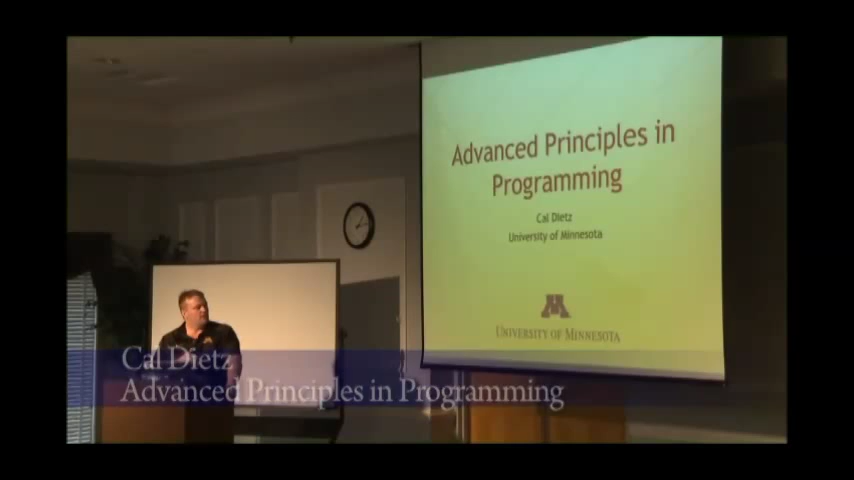 Advanced Principles in
Programming
Cal Dietz
University of Minnesota
M
UNIVERSITY OF MINNESOTA
Cal Dietz
Advanced Principles in Programming